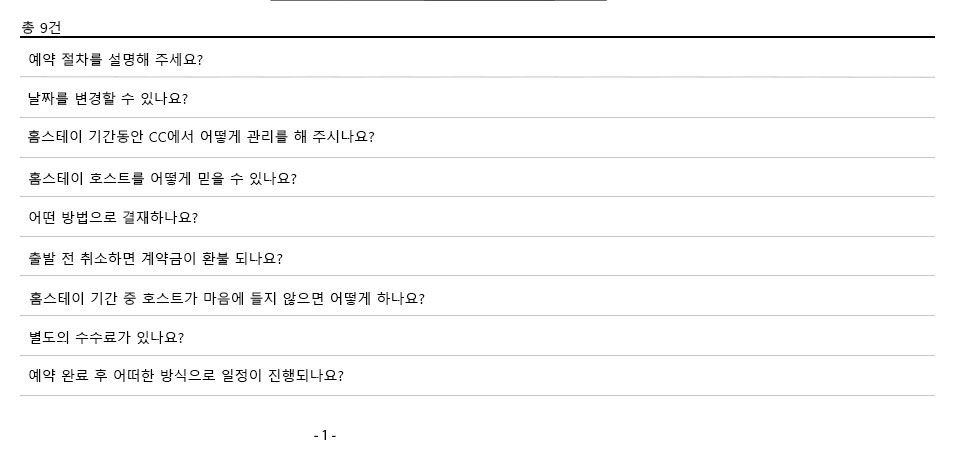 총 9건
예약 절차를 설명해 주세요?
날짜를 변경할 수 있나요?
홈스테이 기간동안 CC에서 어떻게 관리를 해 주시나요?
홈스테이 호스트를 어떻게 믿을 수 있나요?
어떤 방법으로 결재하나요?
출발 전 취소하면 계약금이 환불 되나요?
홈스테이 기간 중 호스트가 마음에 들지 않으면 어떻게 하나요?
별도의 수수료가 있나요?
예약 완료 후 어떠한 방식으로 일정이 진행되나요?
- 1 -